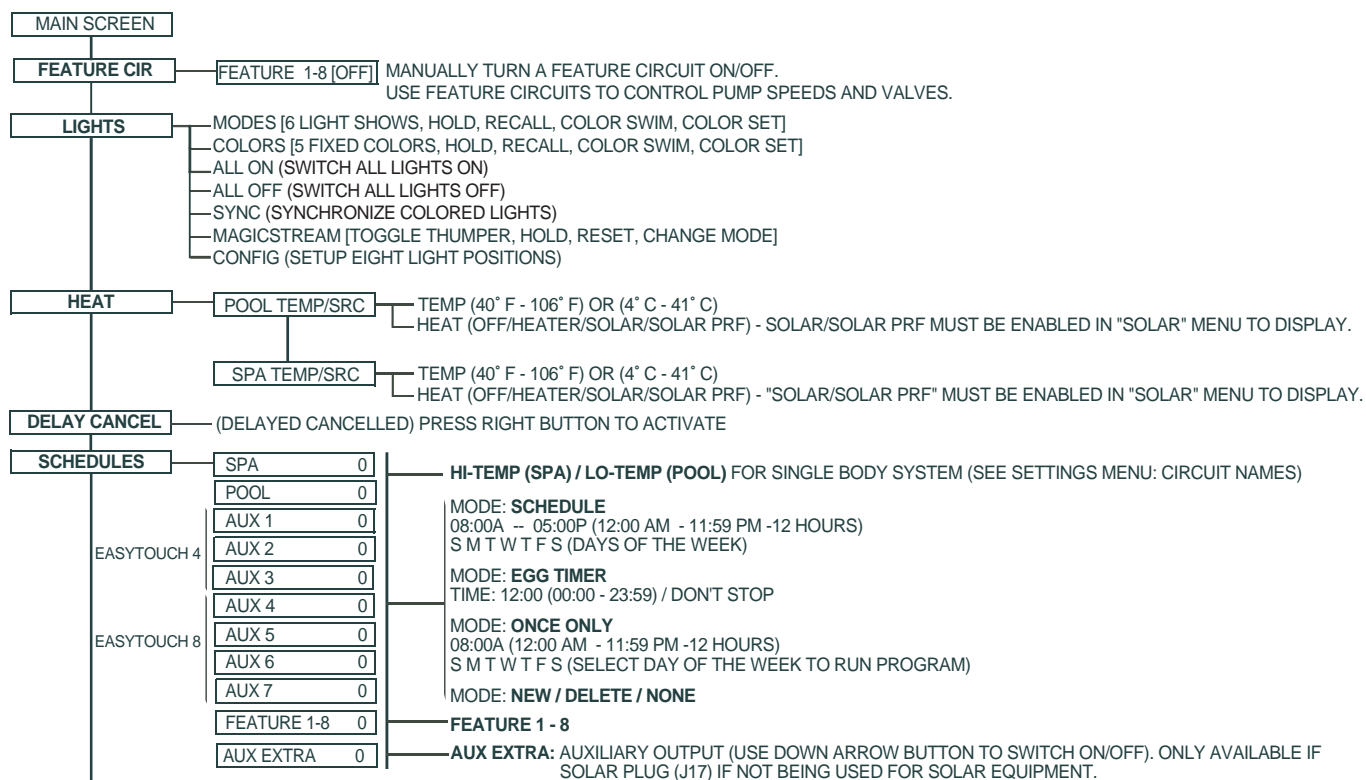 MAIN SCREEN
FEATURE CIR
FEATURE 1-8 [OFF]
MANUALLY TURN A FEATURE CIRCUIT ON/OFF.
USE FEATURE CIRCUITS TO CONTROL PUMP SPEEDS AND VALVES.
LIGHTS
MODES [6 LIGHT SHOWS, HOLD, RECALL, COLOR SWIM, COLOR SET]
COLORS [5 FIXED COLORS, HOLD, RECALL, COLOR SWIM, COLOR SET]
ALL ON (SWITCH ALL LIGHTS ON)
ALL OFF (SWITCH ALL LIGHTS OFF)
SYNC (SYNCHRONIZE COLORED LIGHTS)
MAGICSTREAM [TOGGLE THUMPER, HOLD, RESET, CHANGE MODE]
CONFIG (SETUP EIGHT LIGHT POSITIONS)
HEAT
POOL TEMP/SRC
TEMP (40˚ F - 106˚ F) OR (4˚ C - 41˚ C)
HEAT (OFF/HEATER/SOLAR/SOLAR PRF) - SOLAR/SOLAR PRF MUST BE ENABLED IN "SOLAR" MENU TO DISPLAY.
SPA TEMP/SRC
TEMP (40˚ F - 106˚ F) OR (4˚ C - 41˚ C)
HEAT (OFF/HEATER/SOLAR/SOLAR PRF) - "SOLAR/SOLAR PRF" MUST BE ENABLED IN "SOLAR" MENU TO DISPLAY.
DELAY CANCEL
(DELAYED CANCELLED) PRESS RIGHT BUTTON TO ACTIVATE
SCHEDULES
SPA 0
POOL 0
EASYTOUCH 4
AUX 1 0
AUX 2 0
AUX 3 0
EASYTOUCH 8
AUX 4 0
AUX 5 0
AUX 6 0
AUX 7 0
FEATURE 1-8 0
AUX EXTRA 0
HI-TEMP (SPA) / LO-TEMP (POOL) FOR SINGLE BODY SYSTEM (SEE SETTINGS MENU: CIRCUIT NAMES)
MODE: SCHEDULE
08:00A -- 05:00P (12:00 AM - 11:59 PM -12 HOURS)
S M T W T F S (DAYS OF THE WEEK)
MODE: EGG TIMER
TIME: 12:00 (00:00 - 23:59) / DON'T STOP
MODE: ONCE ONLY
08:00A (12:00 AM - 11:59 PM -12 HOURS)
S M T W T F S (SELECT DAY OF THE WEEK TO RUN PROGRAM)
MODE: NEW / DELETE / NONE
FEATURE 1 - 8
AUX EXTRA: AUXILIARY OUTPUT (USE DOWN ARROW BUTTON TO SWITCH ON/OFF). ONLY AVAILABLE IF
SOLAR PLUG (J17) IF NOT BEING USED FOR SOLAR EQUIPMENT.